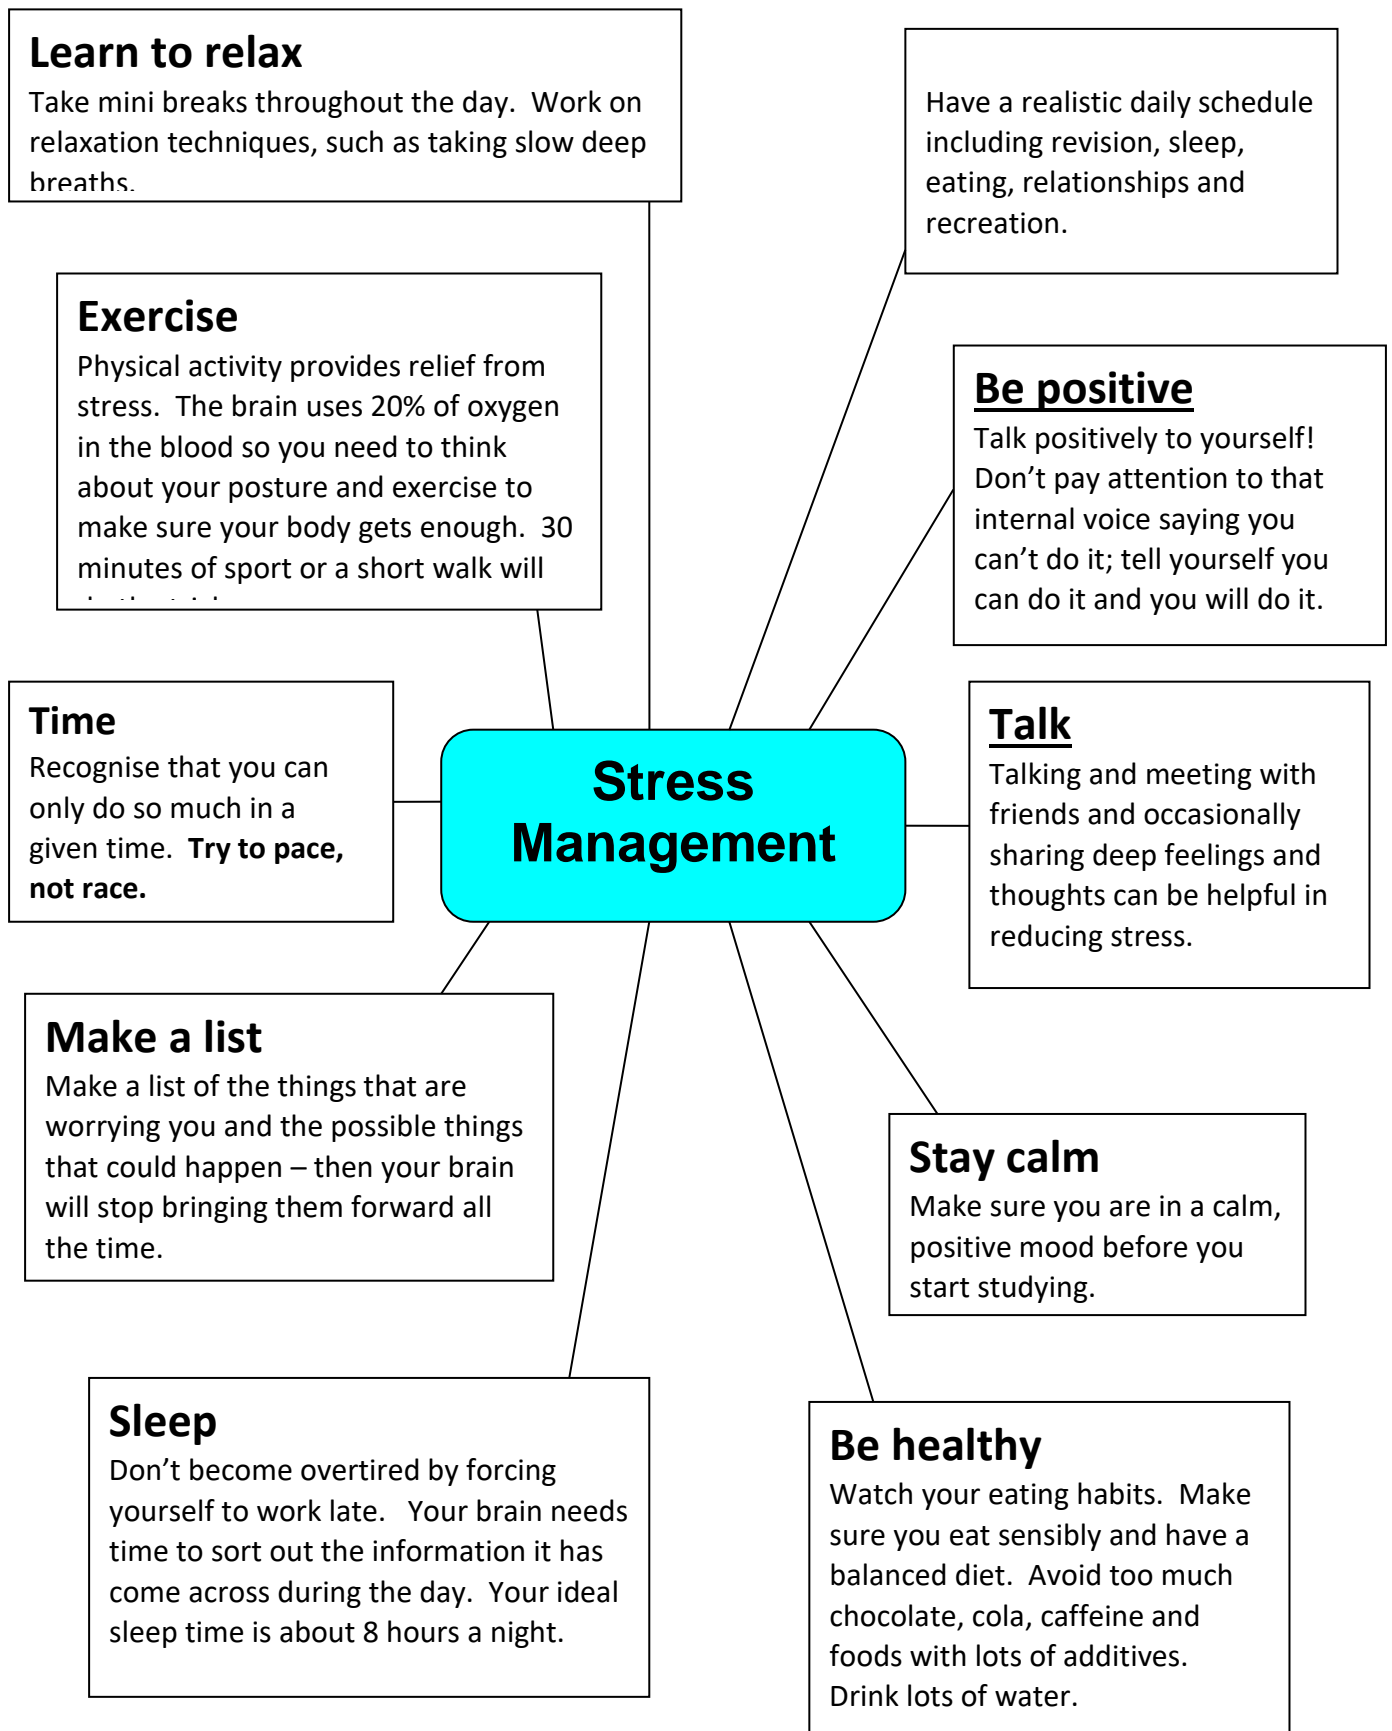 Learn to relax
Take mini breaks throughout the day.  Work on
relaxation techniques, such as taking slow deep
breaths.
Have a realistic daily schedule
including revision, sleep,
eating, relationships and
recreation.
Exercise
Physical activity provides relief from
stress.  The brain uses 20% of oxygen
in the blood so you need to think
about your posture and exercise to
make sure your body gets enough.  30
minutes of sport or a short walk will
Be positive
Talk positively to yourself!
Don’t pay attention to that
internal voice saying you
can’t do it; tell yourself you
can do it and you will do it.
Time
Recognise that you can
only do so much in a
given time.  Try to pace,
not race.
Stress
Management
Talk
Talking and meeting with
friends and occasionally
sharing deep feelings and
thoughts can be helpful in
reducing stress.
Make a list
Make a list of the things that are
worrying you and the possible things
that could happen – then your brain
will stop bringing them forward all
the time.
Stay calm
Make sure you are in a calm,
positive mood before you
start studying.
Sleep
Don’t become overtired by forcing
yourself to work late.   Your brain needs
time to sort out the information it has
come across during the day.  Your ideal
sleep time is about 8 hours a night.
Be healthy
Watch your eating habits.  Make
sure you eat sensibly and have a
balanced diet.  Avoid too much
chocolate, cola, caffeine and
foods with lots of additives.
Drink lots of water.